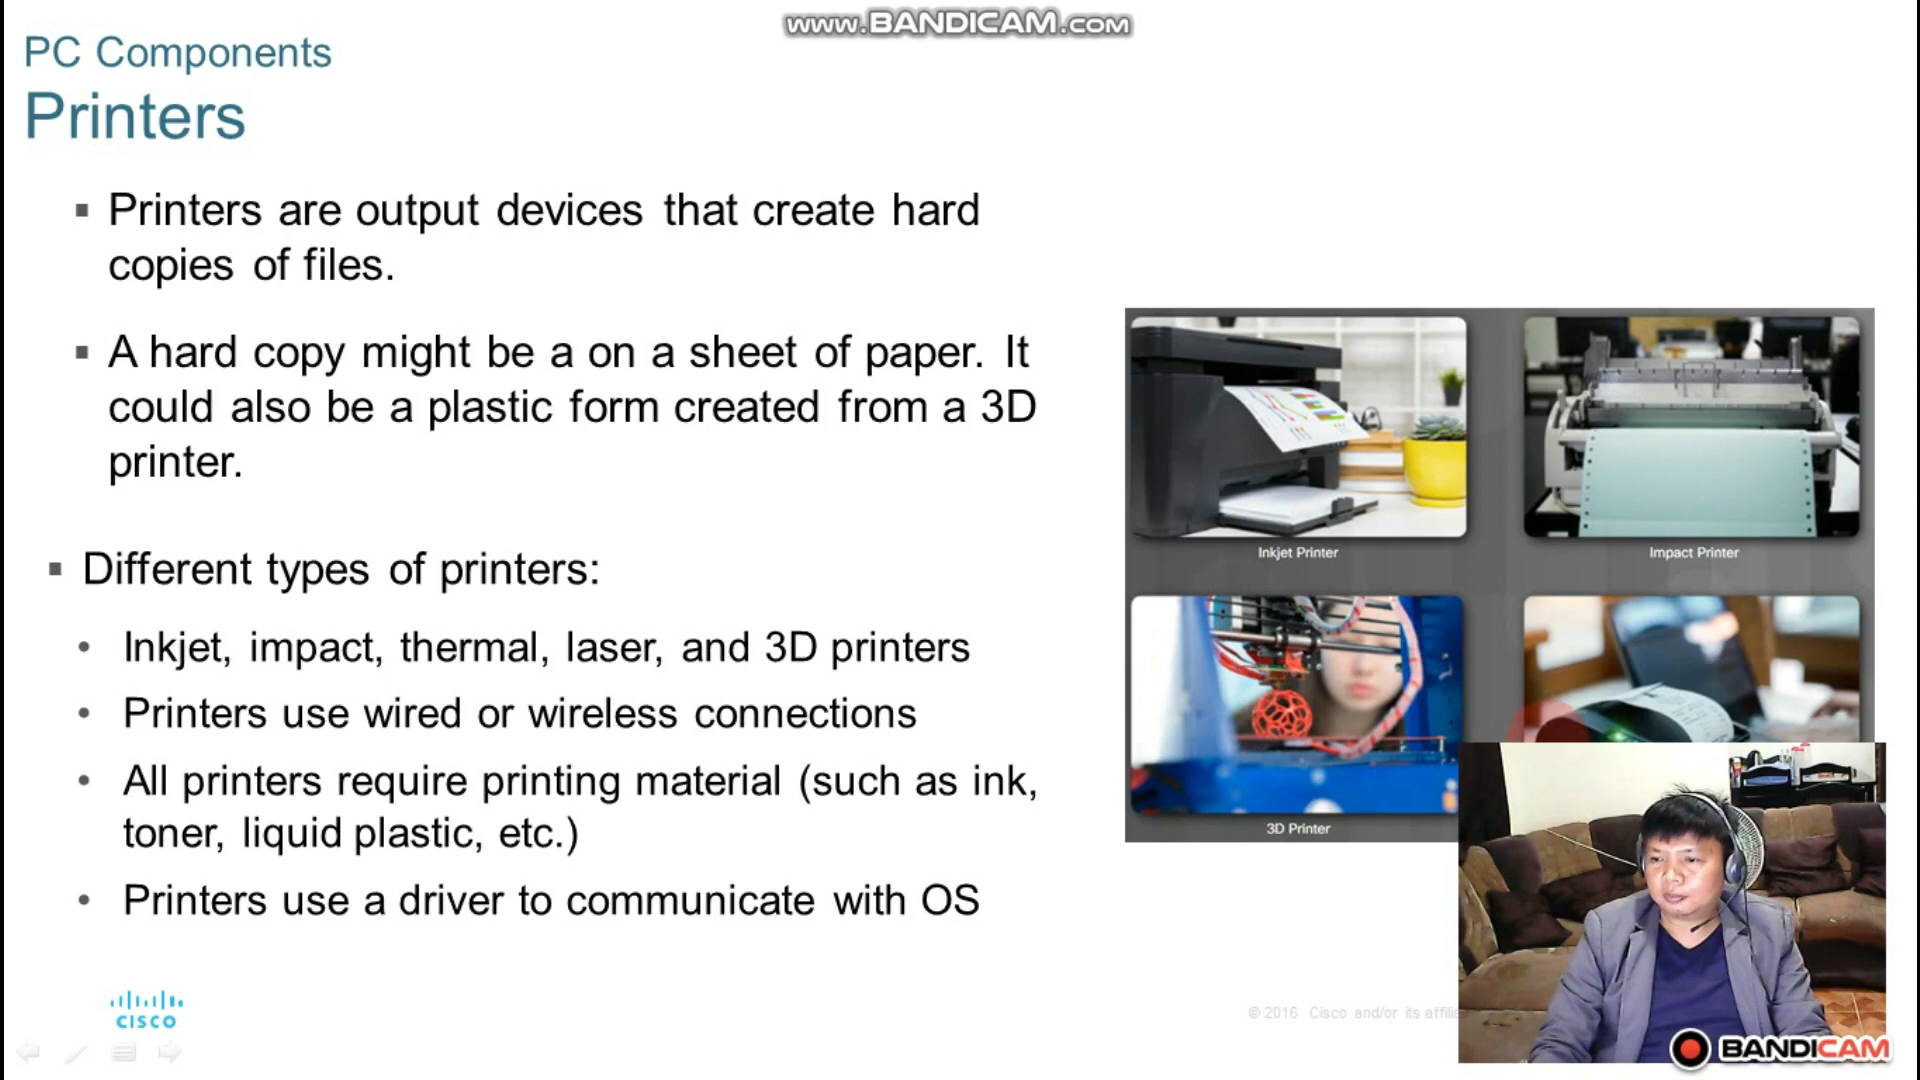 www.BANDICAM.com
PC Components
Printers
Printers are output devices that create hard
copies of files.
A hard copy might be a on a sheet of paper. It
could also be a plastic form created from a 3D
printer.
Different types of printers:
Inkjet, impact, thermal, laser, and 3D printers
Printers use wired or wireless connections
All printers require printing material (such as ink,
toner, liquid plastic, etc.)
Printers use a driver to communicate with OS
Inkjet Printer
Impact Printer
3D Printer
CISCO
© 2016 Cisco and/or its
BANDICAM